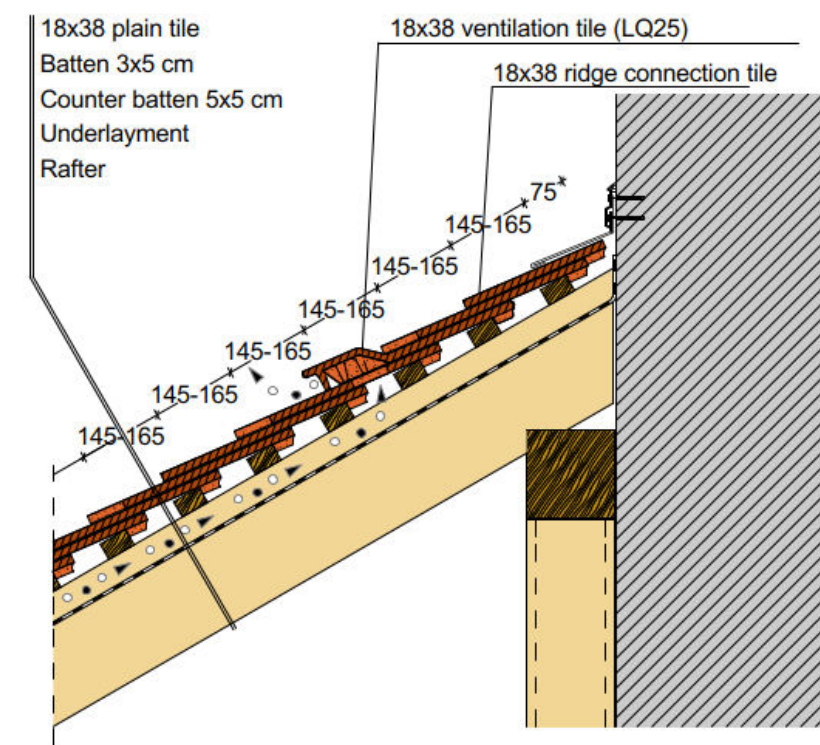 18x38 plain tile
Batten 3x5 cm
Counter batten 5x5 cm
Underlayment
Rafter
18x38 ventilation tile (LQ25)
18x38 ridge connection tile
75
145-165
145-165
145-165
145-165
145-165
145-165